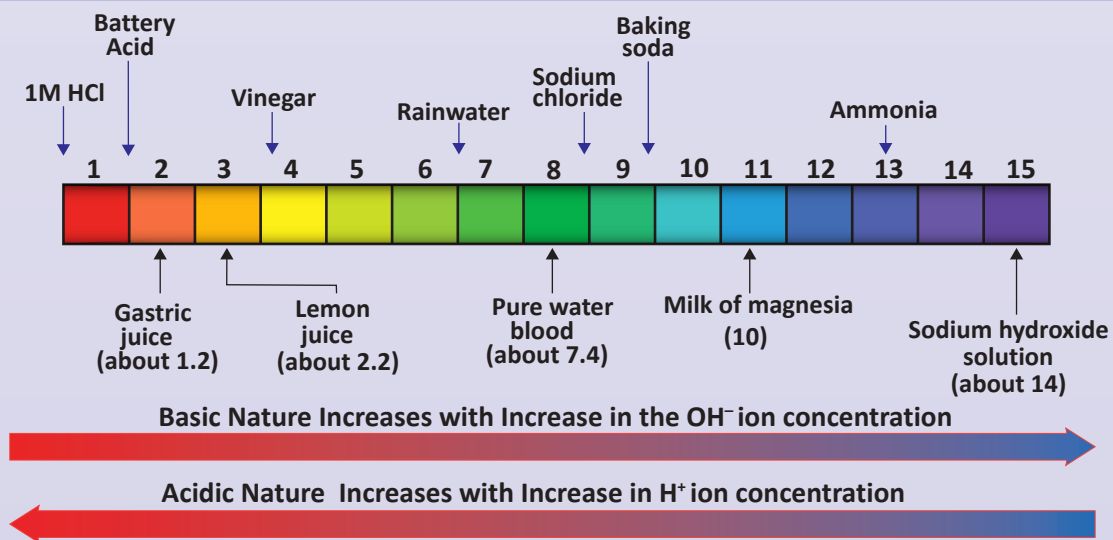 Battery
Acid
Baking
soda
1M HCl
Vinegar
Rainwater
Sodium
chloride
Ammonia
1 2 3 4 5 6 7 8 9 10 11 12 13 14 15
Gastric
juice
(about 1.2)
Lemon
juice
(about 2.2)
Pure water
blood
(about 7.4)
Milk of magnesia
(10)
Sodium hydroxide
solution
(about 14)
Basic Nature Increases with Increase in the OH⁻ ion concentration
Acidic Nature Increases with Increase in H⁺ ion concentration